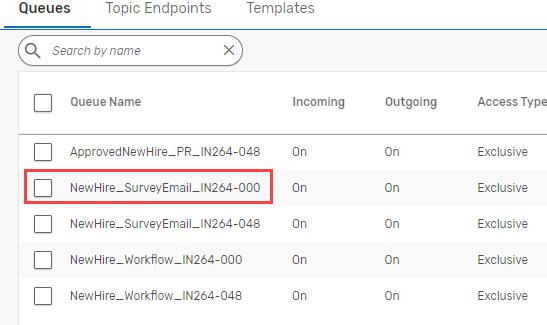 Queues Topic Endpoints Templates
Search by name
Queue Name Incoming Outgoing Access Type
ApprovedNewHire_PR_IN264-048 On On Exclusive
NewHire_SurveyEmail_IN264-000 On On Exclusive
NewHire_SurveyEmail_IN264-048 On On Exclusive
NewHire_Workflow_IN264-000 On On Exclusive
NewHire_Workflow_IN264-048 On On Exclusive